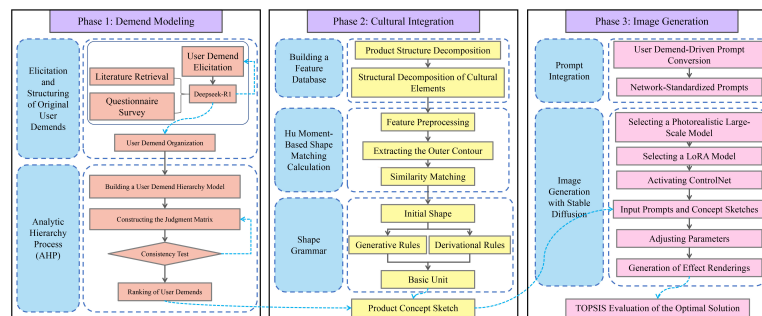 Phase 1: Demend Modeling
Elicitation and
Structuring
of Original
User
Demends
User Demend
Elicitation
Literature Retrieval
Questionnaire
Survey
Deepseek-R1
User Demand Organization
Analytic
Hierarchy
Process
(AHP)
Building a User Demend Hierarchy Model
Constructing the Judgment Matrix
Consistency Test
Ranking of User Demends
Phase 2: Cultural Integration
Building a
Feature
Database
Product Structure Decomposition
Structural Decomposition of Cultural
Elements
Hu Moment-
Based Shape
Matching
Calculation
Feature Preprocessing
Extracting the Outer Contour
Similarity Matching
Shape
Grammar
Initial Shape
Generative Rules
Derivational Rules
Basic Unit
Product Concept Sketch
Phase 3: Image Generation
Prompt
Integration
User Demand-Driven Prompt
Conversion
Network-Standardized Prompts
Image
Generation
with Stable
Diffusion
Selecting a Photorealistic Large-
Scale Model
Selecting a LoRA Model
Activating ControlNet
Input Prompts and Concept Sketches
Adjusting Parameters
Generation of Effect Renderings
TOPSIS Evaluation of the Optimal Solution